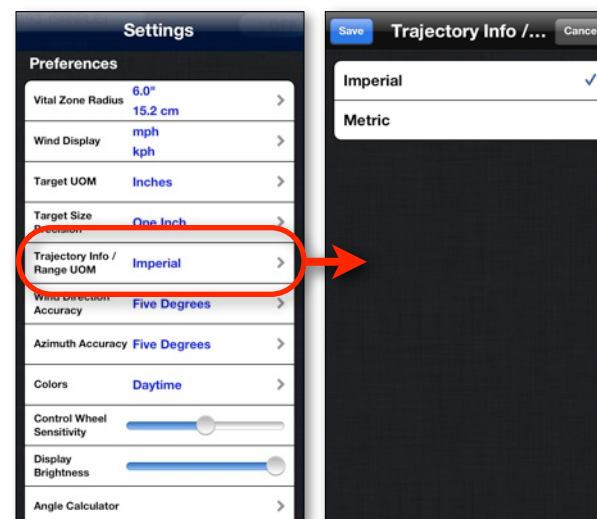 Settings
Preferences
Vital Zone Radius
6.0"
15.2 cm
Wind Display
mph
kph
Target UOM
Inches
Target Size
Precision
One Inch
Trajectory Info /
Range UOM
Imperial
Wind Direction
Accuracy
Five Degrees
Azimuth Accuracy
Five Degrees
Colors
Daytime
Control Wheel
Sensitivity
Display
Brightness
Angle Calculator
Save
Trajectory Info /...
Cance
Imperial
Metric